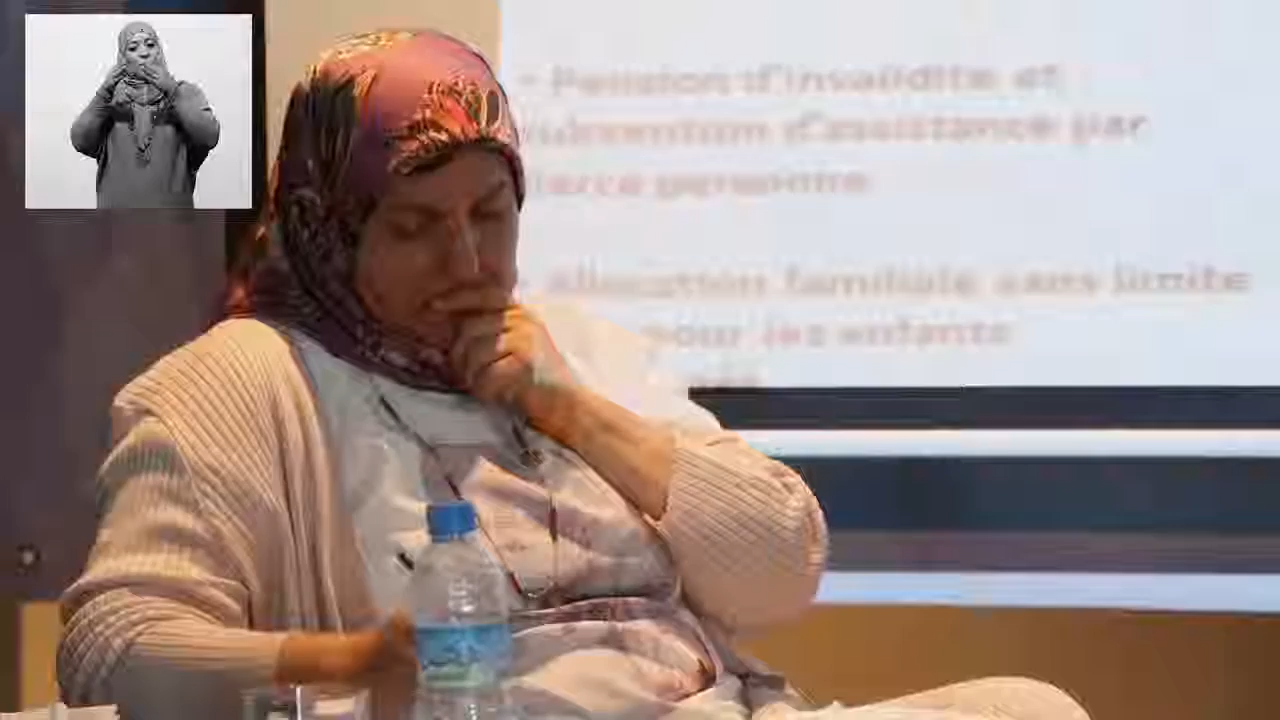 - Pension d'invalidité et
subvention d'assistance par
tierce personne
Allocation familiale sans limite
pour les enfants